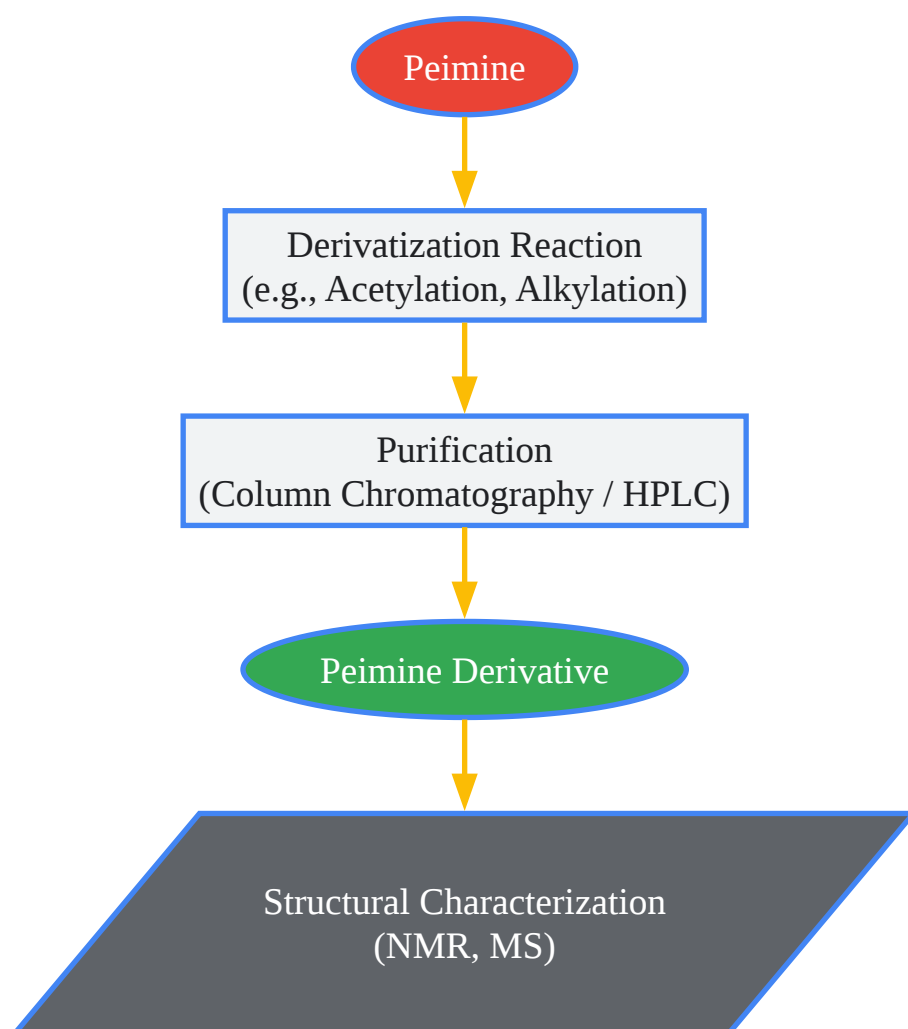 Peimine
Derivatization Reaction
(e.g., Acetylation, Alkylation)
Purification
(Column Chromatography / HPLC)
Peimine Derivative
Structural Characterization
(NMR, MS)